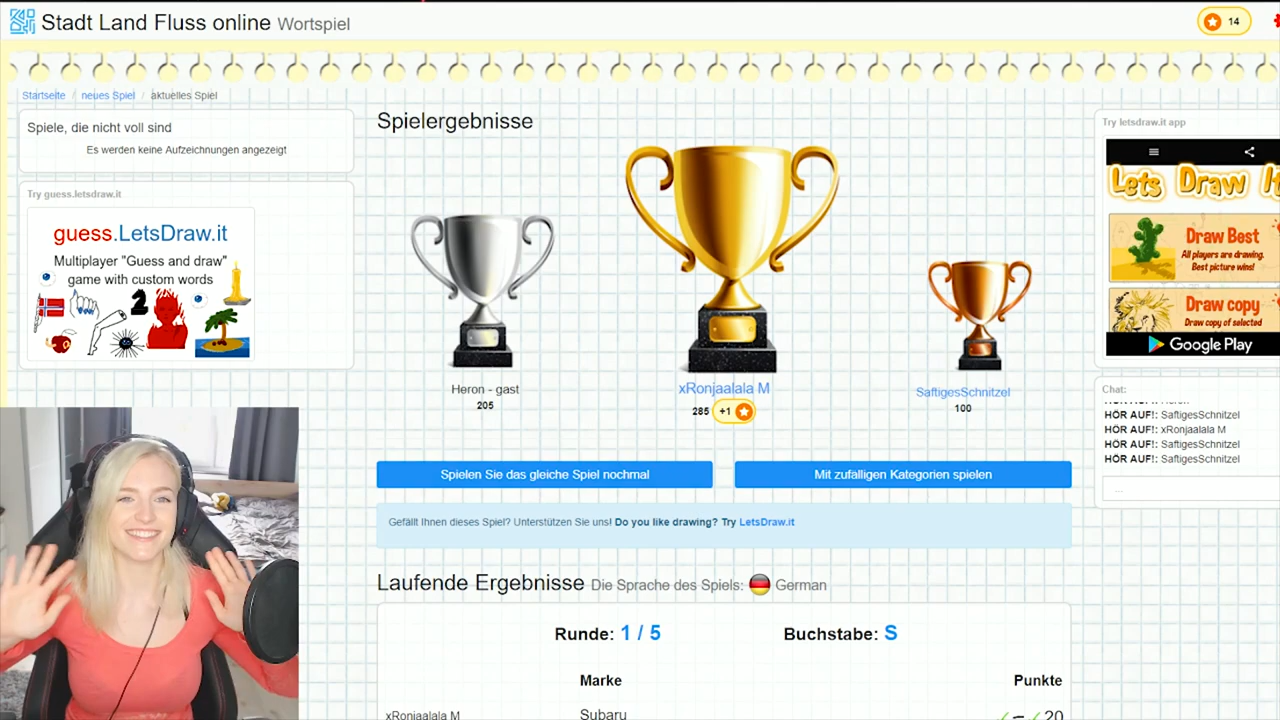 Stadt Land Fluss online Wortspiel
14
Startseite / neues Spiel / aktuelles Spiel
Spiele, die nicht voll sind
Es werden keine Aufzeichnungen angezeigt
Try guess.letsdraw.it
guess.LetsDraw.it
Multiplayer "Guess and draw"
game with custom words
2
Spielergebnisse
Heron - gast
205
xRonjaalala M
285 +1
SaftigesSchnitzel
100
Spielen Sie das gleiche Spiel nochmal
Mit zufälligen Kategorien spielen
Gefällt Ihnen dieses Spiel? Unterstützen Sie uns! Do you like drawing? Try LetsDraw.it
Laufende Ergebnisse Die Sprache des Spiels: German
Runde: 1 / 5
Buchstabe: S
Marke
Punkte
xRonjaalala M
Subaru
20
Try letsdraw.it app
Lets Draw It
Draw Best
All players are drawing.
Best picture wins!
Draw copy
Draw copy of selected
Google Play
Chat:
HÖR AUF!: SaftigesSchnitzel
HÖR AUF!: xRonjaalala M
HÖR AUF!: SaftigesSchnitzel
HÖR AUF!: SaftigesSchnitzel
...